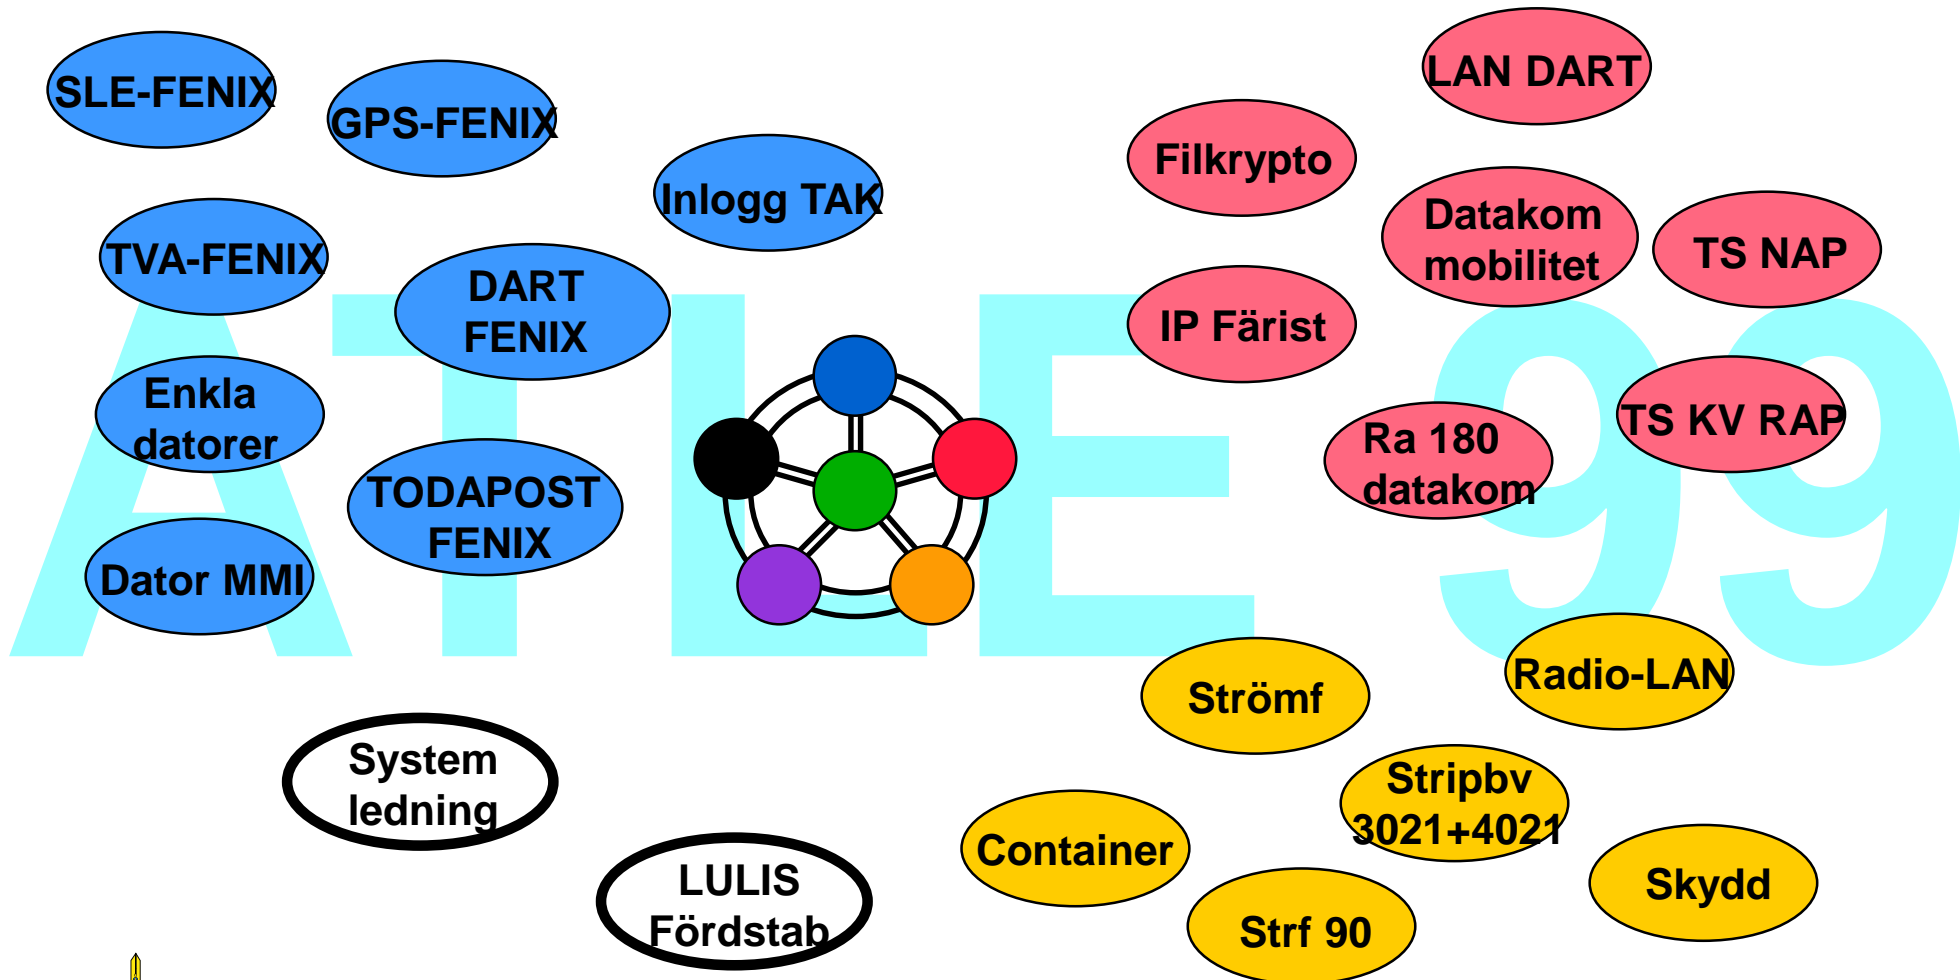 SLE-FENIX
GPS-FENIX
Inlogg TAK
TVA-FENIX
DART
FENIX
Enkla
datorer
TODAPOST
FENIX
Dator MMI
LAN DART
Filkrypto
Datakom
mobilitet
TS NAP
IP Färist
TS KV RAP
Ra 180
datakom
ATLE 99
System
ledning
LULIS
Fördstab
Strömf
Radio-LAN
Stripbv
3021+4021
Container
Skydd
Strf 90